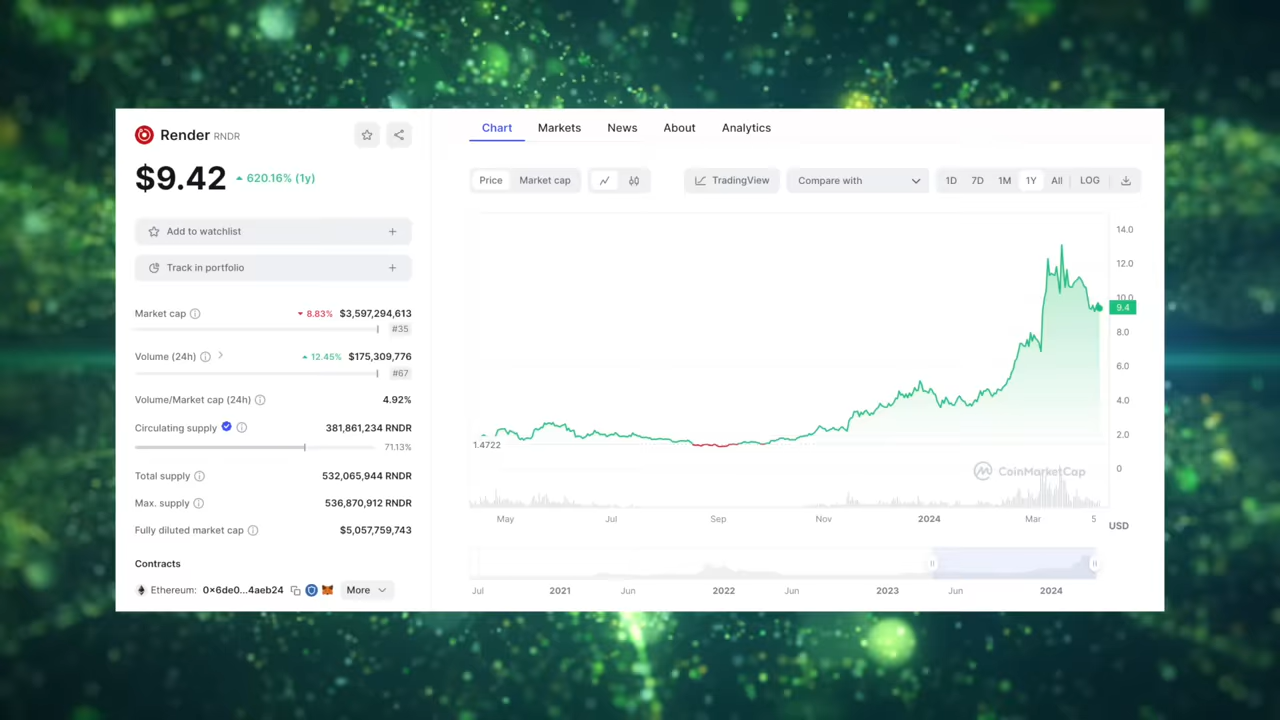 Render RNDR
$9.42 620.16% (1y)
Add to watchlist
Track in portfolio
Market cap 8.83% $3,597,294,613
#35
Volume (24h) 12.45% $175,309,776
#67
Volume/Market cap (24h) 4.92%
Circulating supply 381,861,234 RNDR
71.13%
Total supply 532,065,944 RNDR
Max. supply 536,870,912 RNDR
Fully diluted market cap $5,057,759,743
Contracts
Ethereum: 0x6de0...4aeb24 More
Chart Markets News About Analytics
Price Market cap TradingView Compare with 1D 7D 1M 1Y All LOG
14.0
12.0
10.0
9.4
8.0
6.0
4.0
2.0
1.4722
0
CoinMarketCap
May Jul Sep Nov 2024 Mar 5
USD
Jul 2021 Jun 2022 Jun 2023 Jun 2024